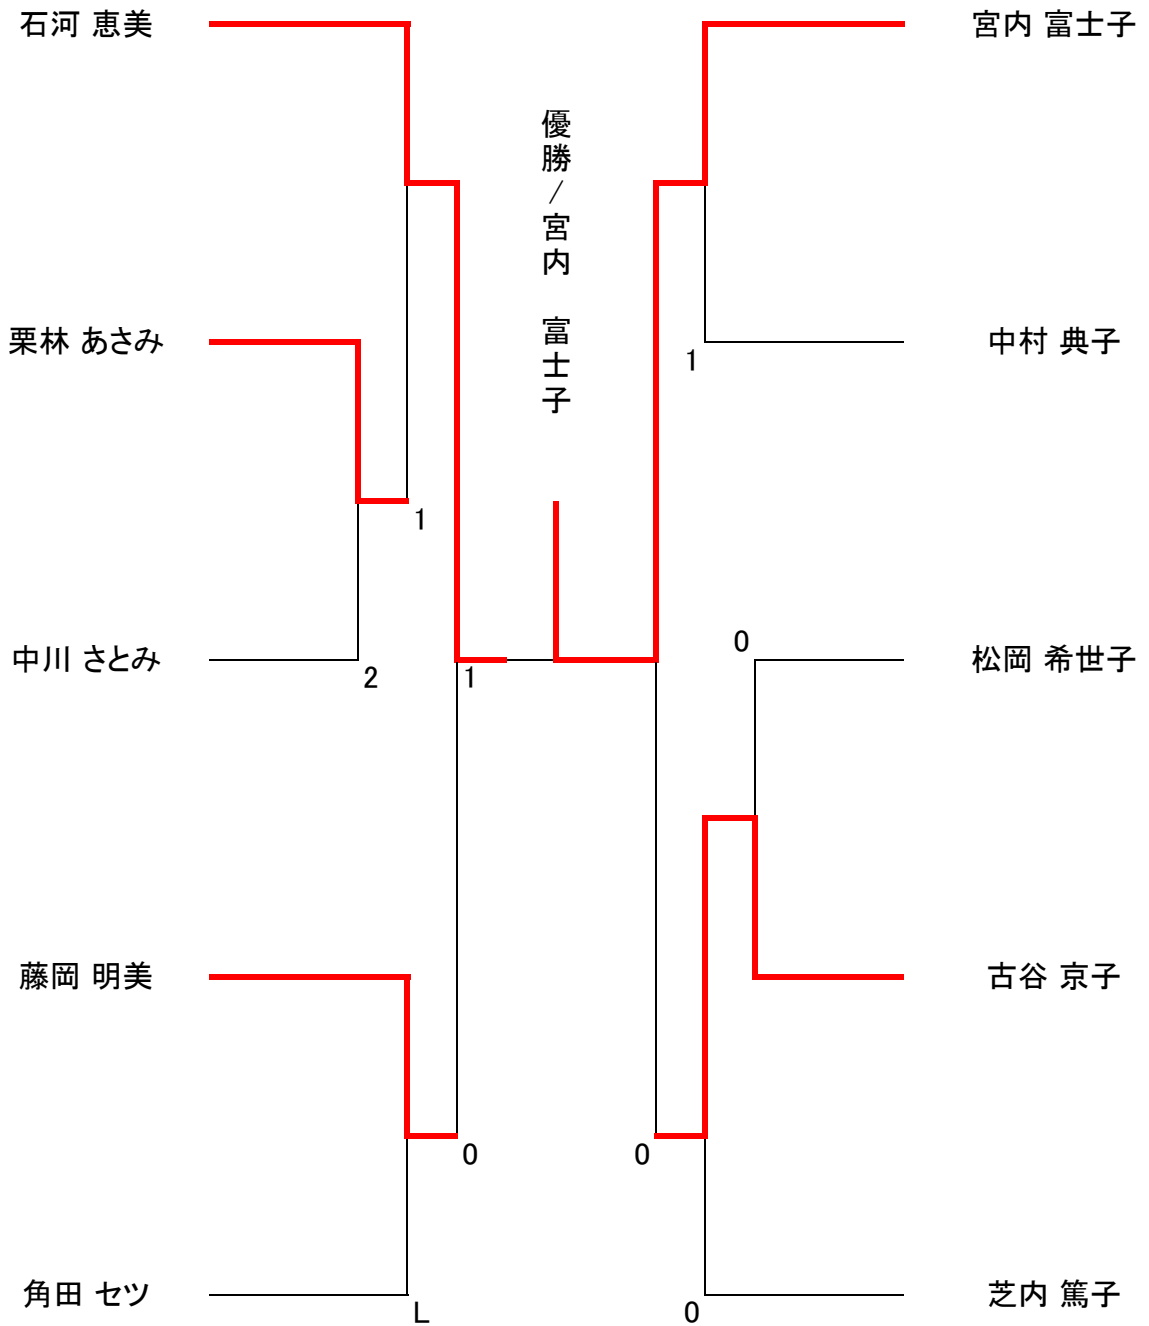 石河 恵美
宮内 富士子
優勝/宮内　富士子
栗林 あさみ
中村 典子
1
1
中川 さとみ
2
1
0
松岡 希世子
藤岡 明美
古谷 京子
0
0
角田 セツ
L
0
芝内 篤子